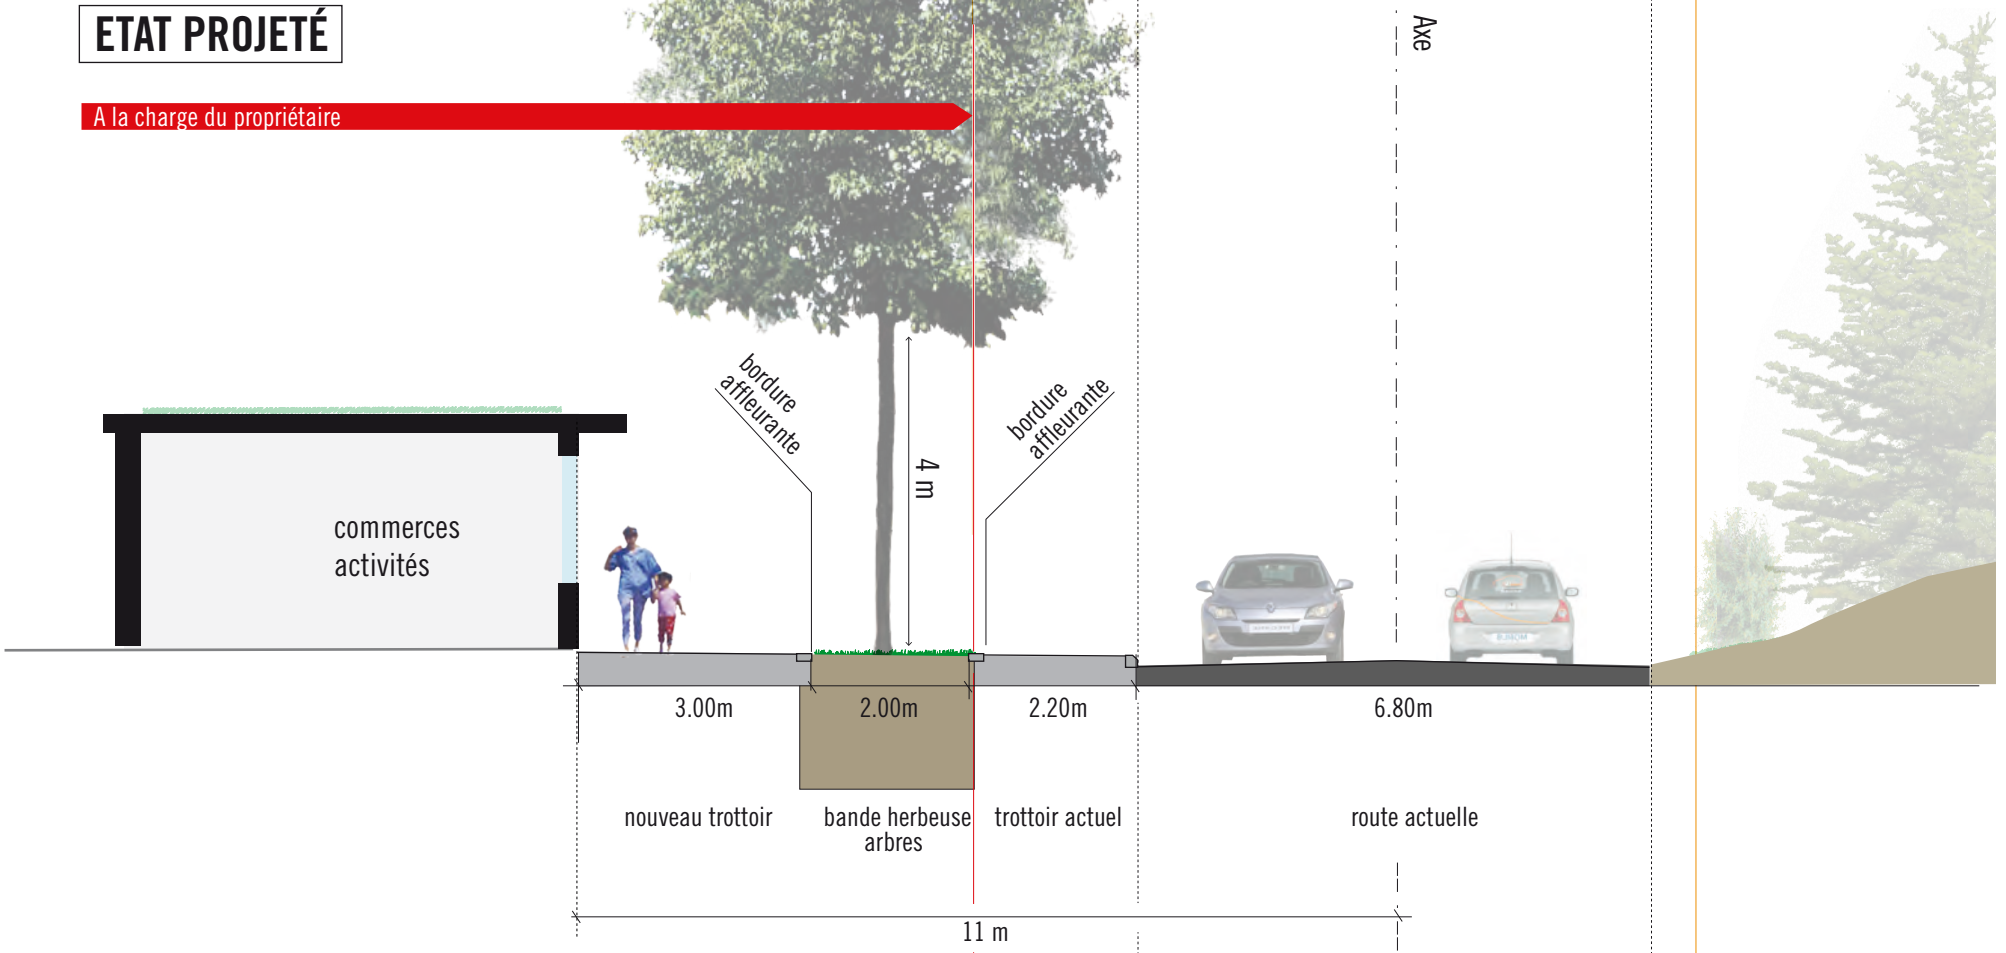 ETAT PROJETÉ
Axe
A la charge du propriétaire
bordure
affleurante
bordure
affleurante
4 m
commerces
activités
3.00m
2.00m
2.20m
6.80m
nouveau trottoir
bande herbeuse
arbres
trottoir actuel
route actuelle
11 m